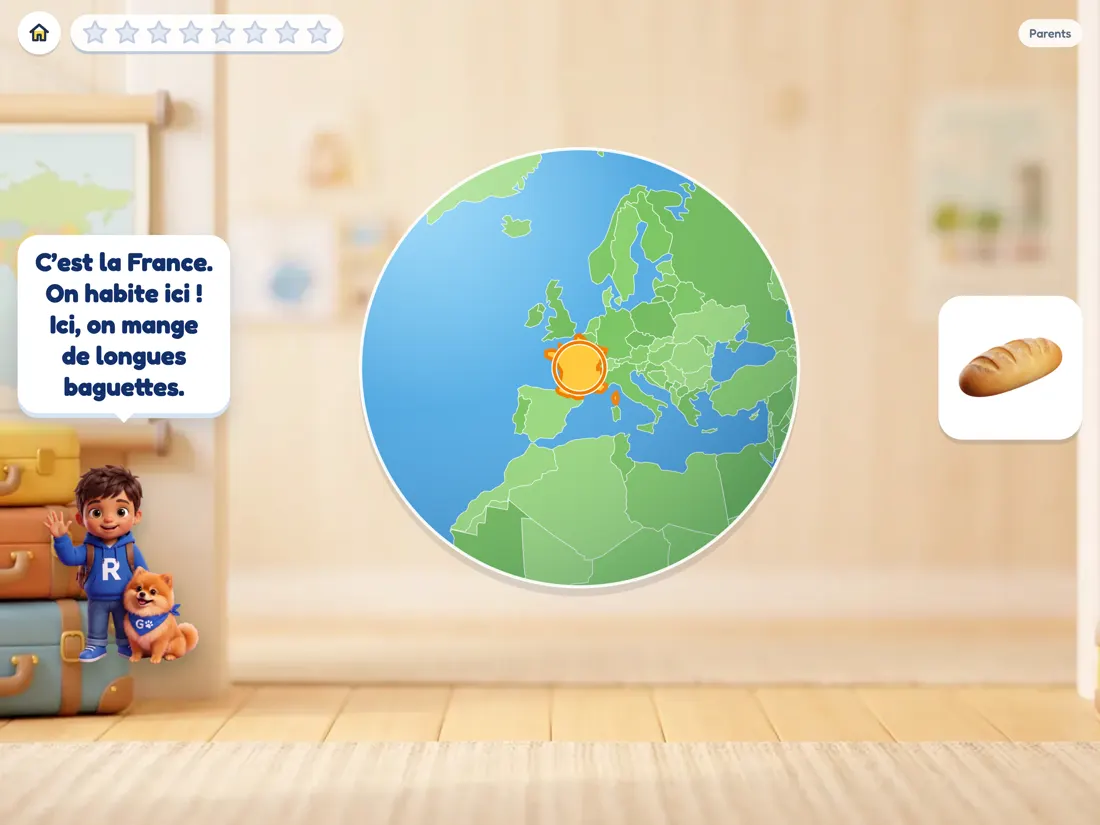 Parents
C’est la France.
On habite ici !
Ici, on mange
de longues
baguettes.
R
G